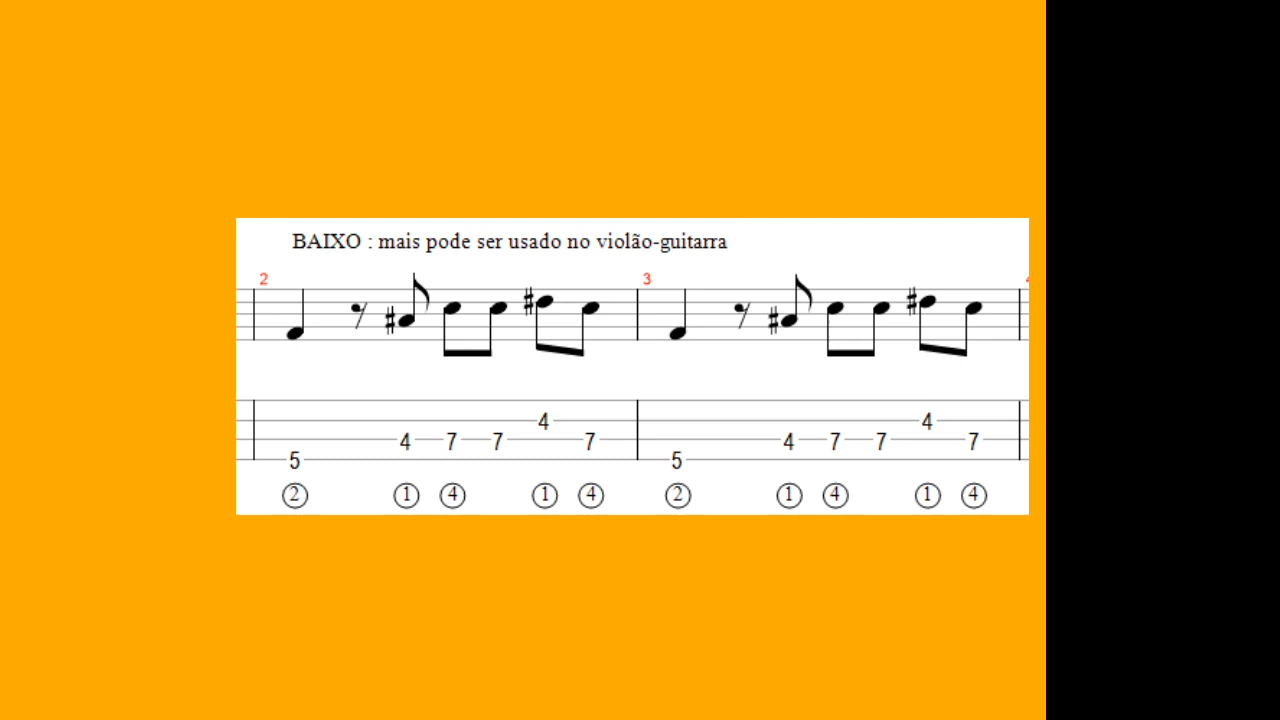 BAIXO : mais pode ser usado no violão-guitarra
2 3
4 4
4 7 7 7 4 7 7 7
5 5
2 1 4 1 4 2 1 4 1 4